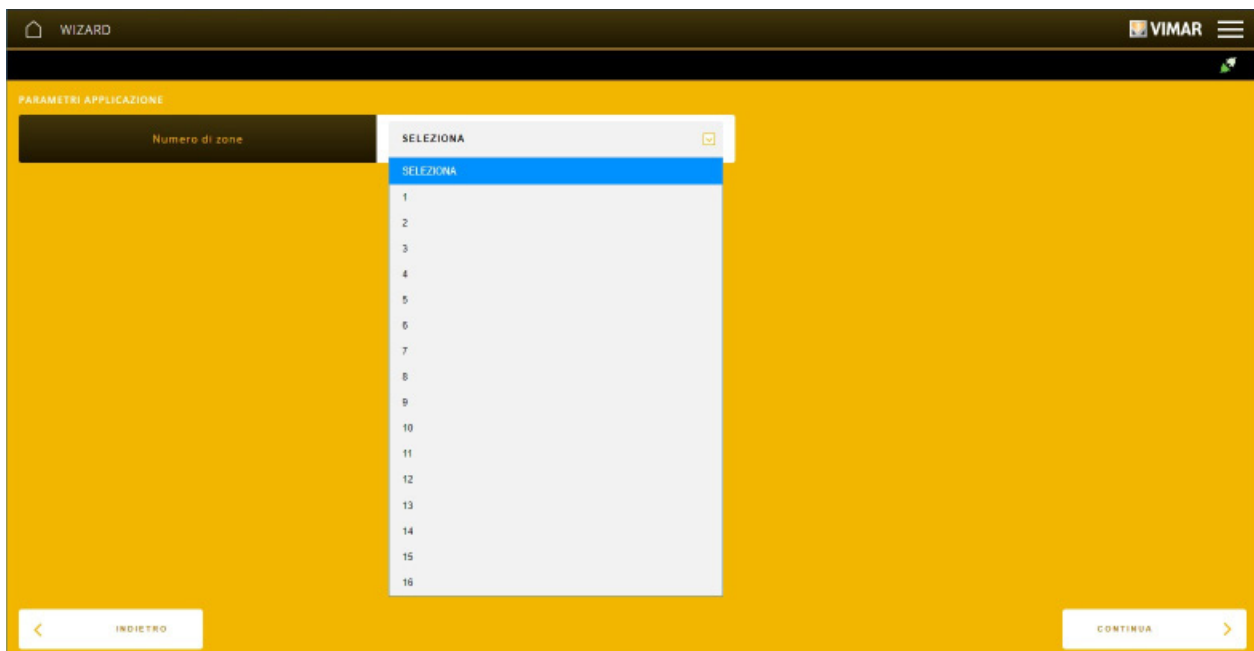 WIZARD
VIMAR
PARAMETRI APPLICAZIONE
Numero di zone
SELEZIONA
SELEZIONA
1
2
3
4
5
6
7
8
9
10
11
12
13
14
15
16
INDIETRO
CONTINUA